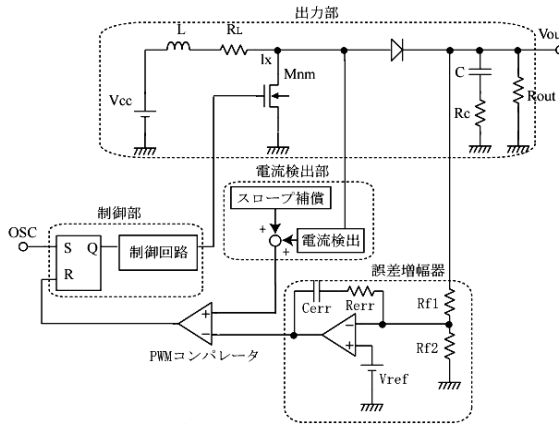 出力部
L
RL
Ix
Mnm
Vcc
C
Rc
Rout
電流検出部
スロープ補償
電流検出
+
+
制御部
OSC
S
Q
R
制御回路
誤差増幅器
Cerr
Rerr
Rf1
Rf2
+
−
−
+
Vref
PWMコンパレータ